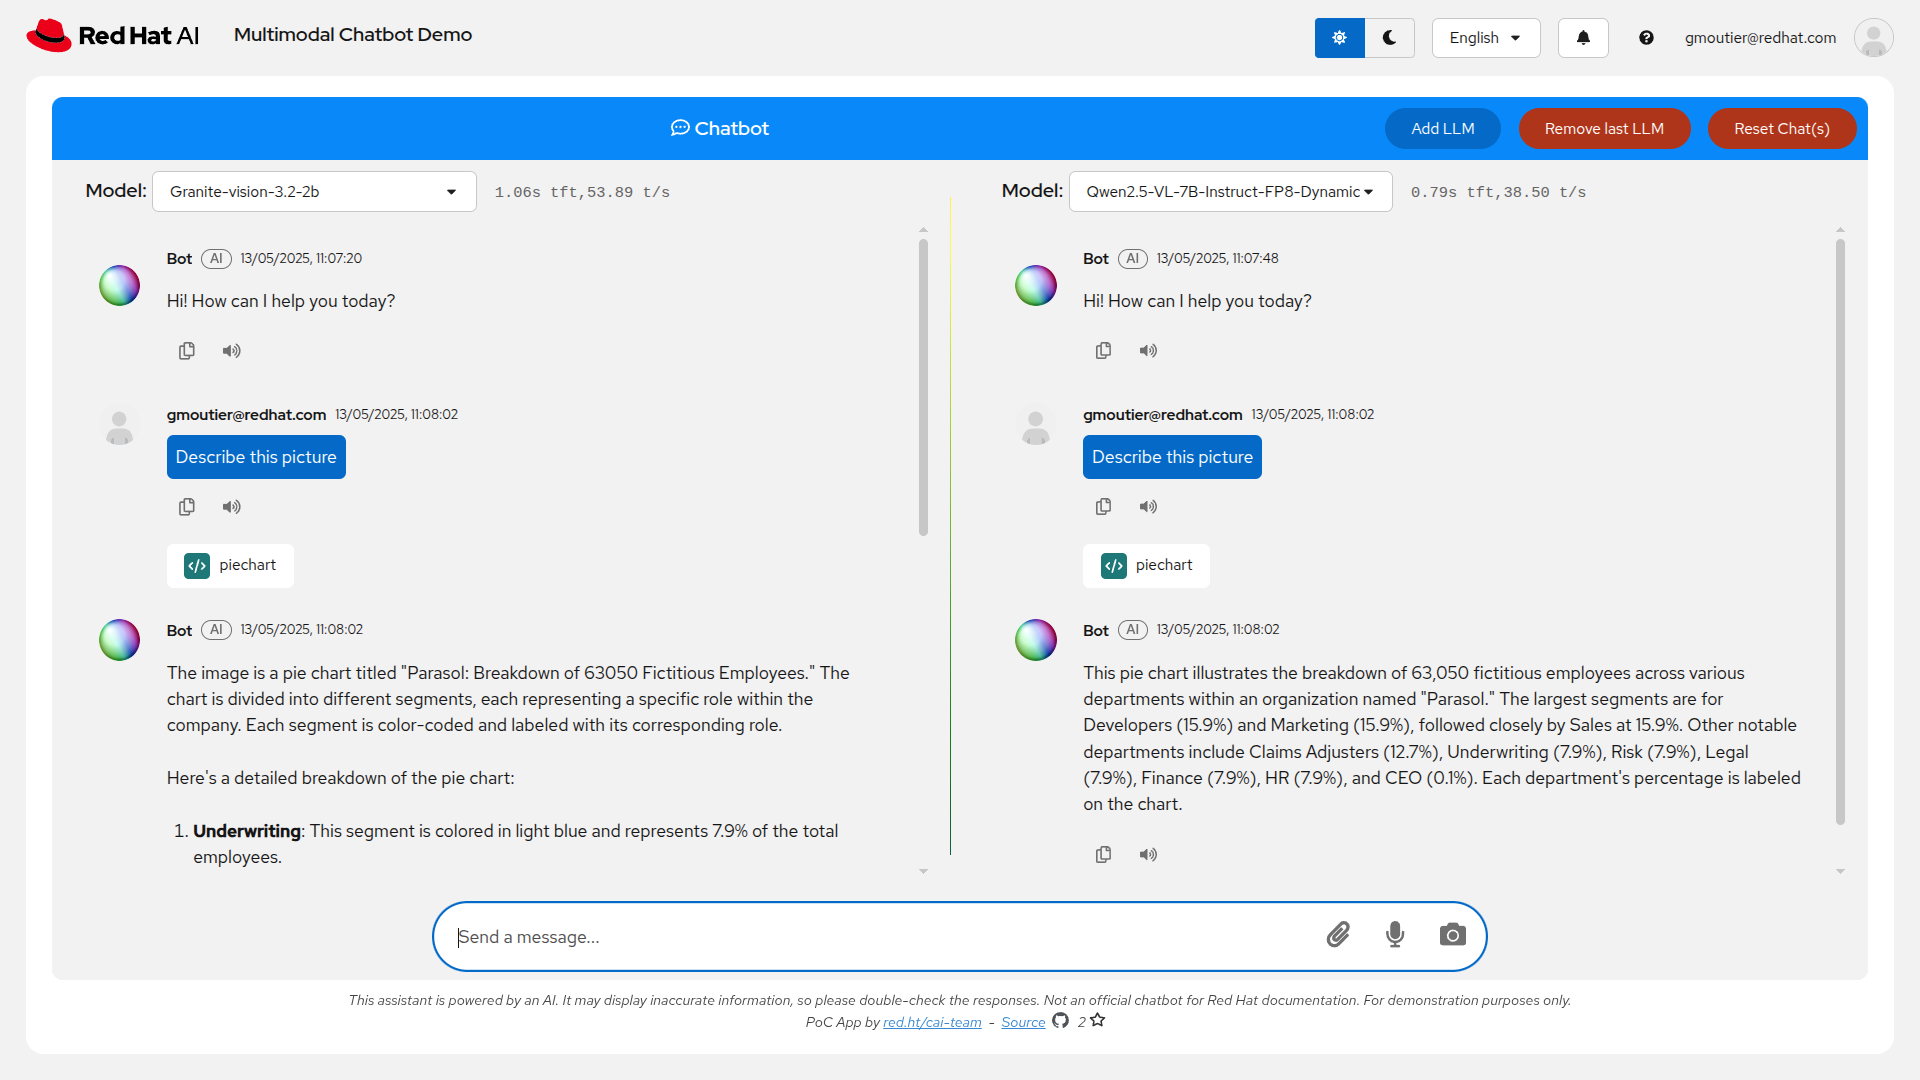 Red Hat AI
Multimodal Chatbot Demo
English
gmoutier@redhat.com
Chatbot
Add LLM
Remove last LLM
Reset Chat(s)
Model:
Granite-vision-3.2-2b
1.06s tft,53.89 t/s
Bot AI 13/05/2025, 11:07:20
Hi! How can I help you today?
gmoutier@redhat.com 13/05/2025, 11:08:02
Describe this picture
piechart
Bot AI 13/05/2025, 11:08:02
The image is a pie chart titled "Parasol: Breakdown of 63050 Fictitious Employees." The
chart is divided into different segments, each representing a specific role within the
company. Each segment is color-coded and labeled with its corresponding role.
Here's a detailed breakdown of the pie chart:
1. Underwriting: This segment is colored in light blue and represents 7.9% of the total
employees.
Model:
Qwen2.5-VL-7B-Instruct-FP8-Dynamic
0.79s tft,38.50 t/s
Bot AI 13/05/2025, 11:07:48
Hi! How can I help you today?
gmoutier@redhat.com 13/05/2025, 11:08:02
Describe this picture
piechart
Bot AI 13/05/2025, 11:08:02
This pie chart illustrates the breakdown of 63,050 fictitious employees across various
departments within an organization named "Parasol." The largest segments are for
Developers (15.9%) and Marketing (15.9%), followed closely by Sales at 15.9%. Other notable
departments include Claims Adjusters (12.7%), Underwriting (7.9%), Risk (7.9%), Legal
(7.9%), Finance (7.9%), HR (7.9%), and CEO (0.1%). Each department's percentage is labeled
on the chart.
Send a message...
This assistant is powered by an AI. It may display inaccurate information, so please double-check the responses. Not an official chatbot for Red Hat documentation. For demonstration purposes only.
PoC App by red.ht/cai-team - Source 2